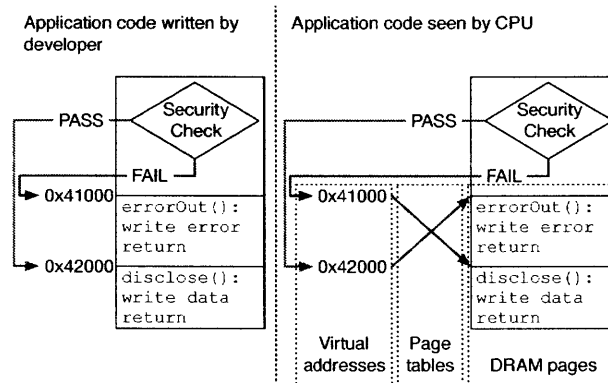 Application code written by
developer
Security
Check
PASS
FAIL
0x41000
errorOut():
write error
return
0x42000
disclose():
write data
return
Application code seen by CPU
Security
Check
PASS
FAIL
0x41000
errorOut():
write error
return
0x42000
disclose():
write data
return
Virtual
addresses
Page
tables
DRAM pages